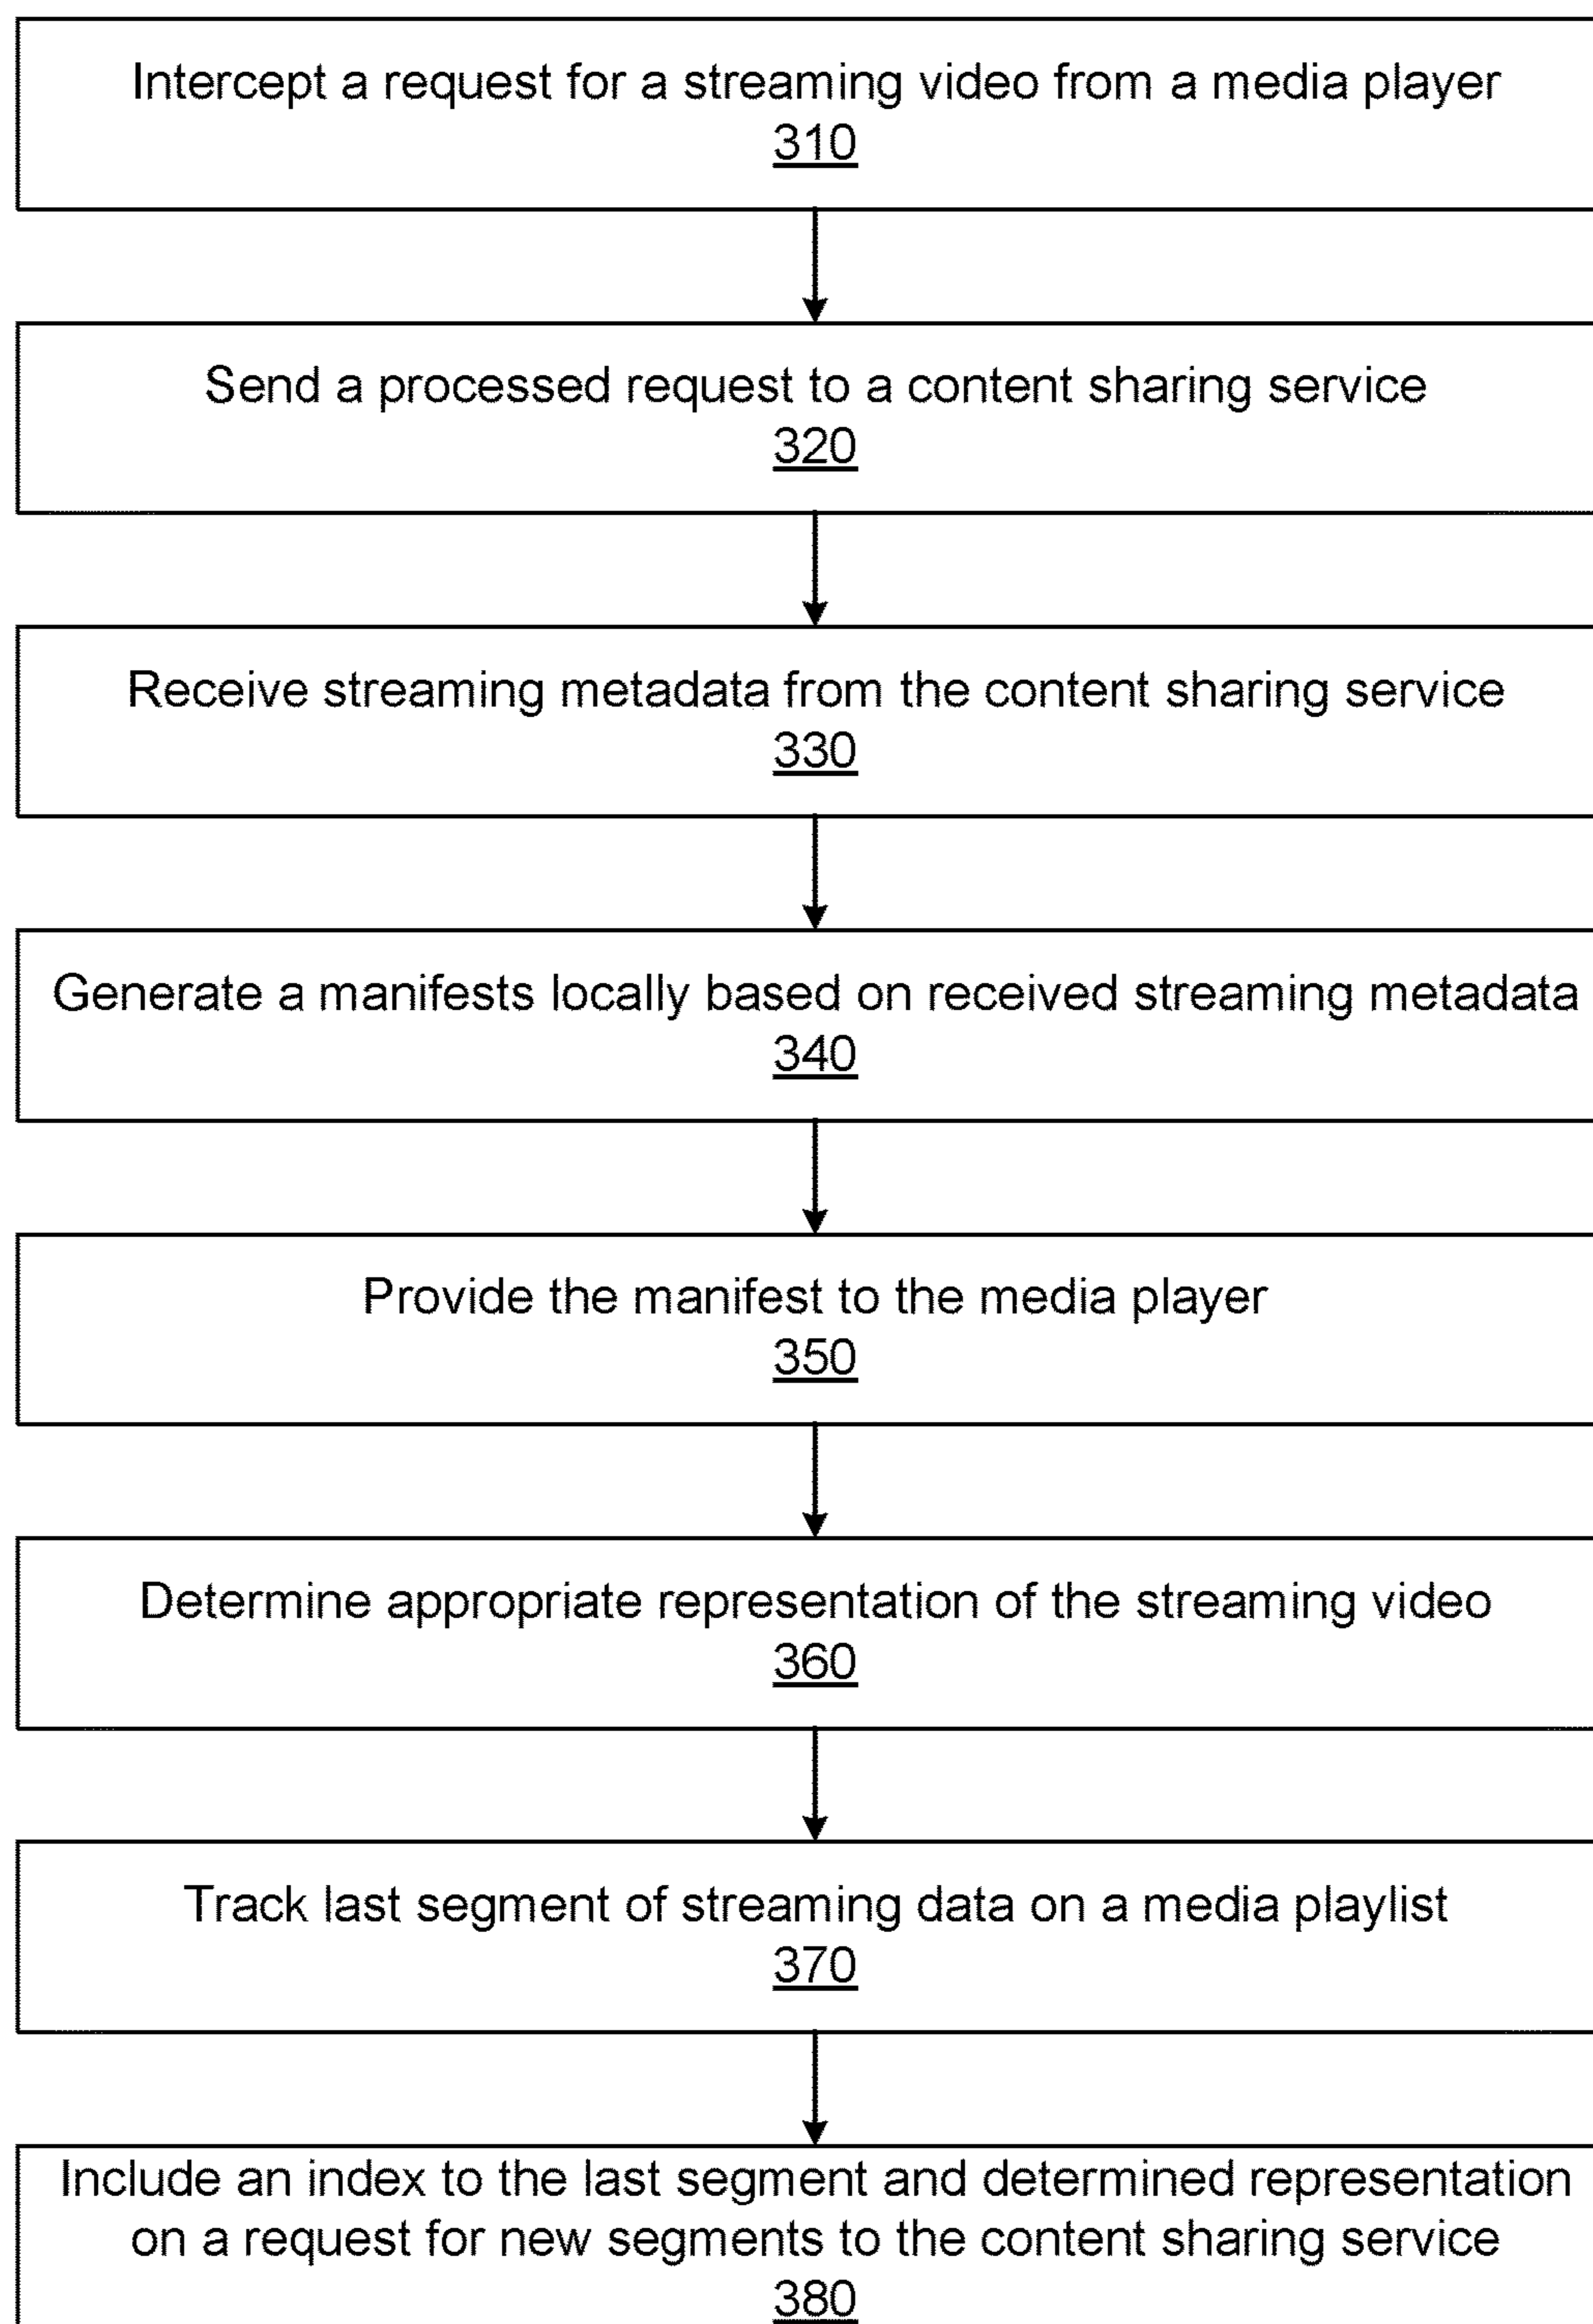 Intercept a request for a streaming video from a media player
310
Send a processed request to a content sharing service
320
Receive streaming metadata from the content sharing service
330
Generate a manifests locally based on received streaming metadata
340
Provide the manifest to the media player
350
Determine appropriate representation of the streaming video
360
Track last segment of streaming data on a media playlist
370
Include an index to the last segment and determined representation
on a request for new segments to the content sharing service
380